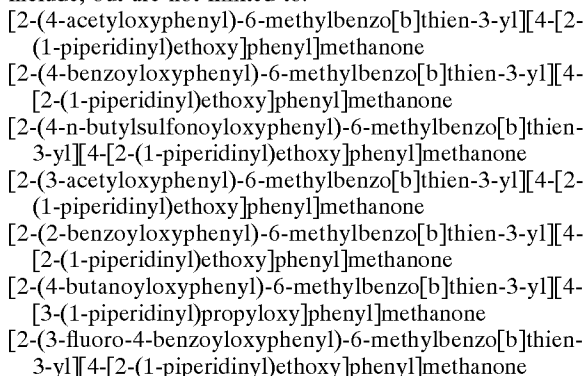 include, but are not limited to:
[2-(4-acetyloxyphenyl)-6-methylbenzo[b]thien-3-yl][4-[2-
(1-piperidinyl)ethoxy]phenyl]methanone
[2-(4-benzoyloxyphenyl)-6-methylbenzo[b]thien-3-yl][4-
[2-(1-piperidinyl)ethoxy]phenyl]methanone
[2-(4-n-butylsulfonoyloxyphenyl)-6-methylbenzo[b]thien-
3-yl][4-[2-(1-piperidinyl)ethoxy]phenyl]methanone
[2-(3-acetyloxyphenyl)-6-methylbenzo[b]thien-3-yl][4-[2-
(1-piperidinyl)ethoxy]phenyl]methanone
[2-(2-benzoyloxyphenyl)-6-methylbenzo[b]thien-3-yl][4-
[2-(1-piperidinyl)ethoxy]phenyl]methanone
[2-(4-butanoyloxyphenyl)-6-methylbenzo[b]thien-3-yl][4-
[3-(1-piperidinyl)propyloxy]phenyl]methanone
[2-(3-fluoro-4-benzoyloxyphenyl)-6-methylbenzo[b]thien-
3-yl][4-[2-(1-piperidinyl)ethoxy]phenyl]methanone